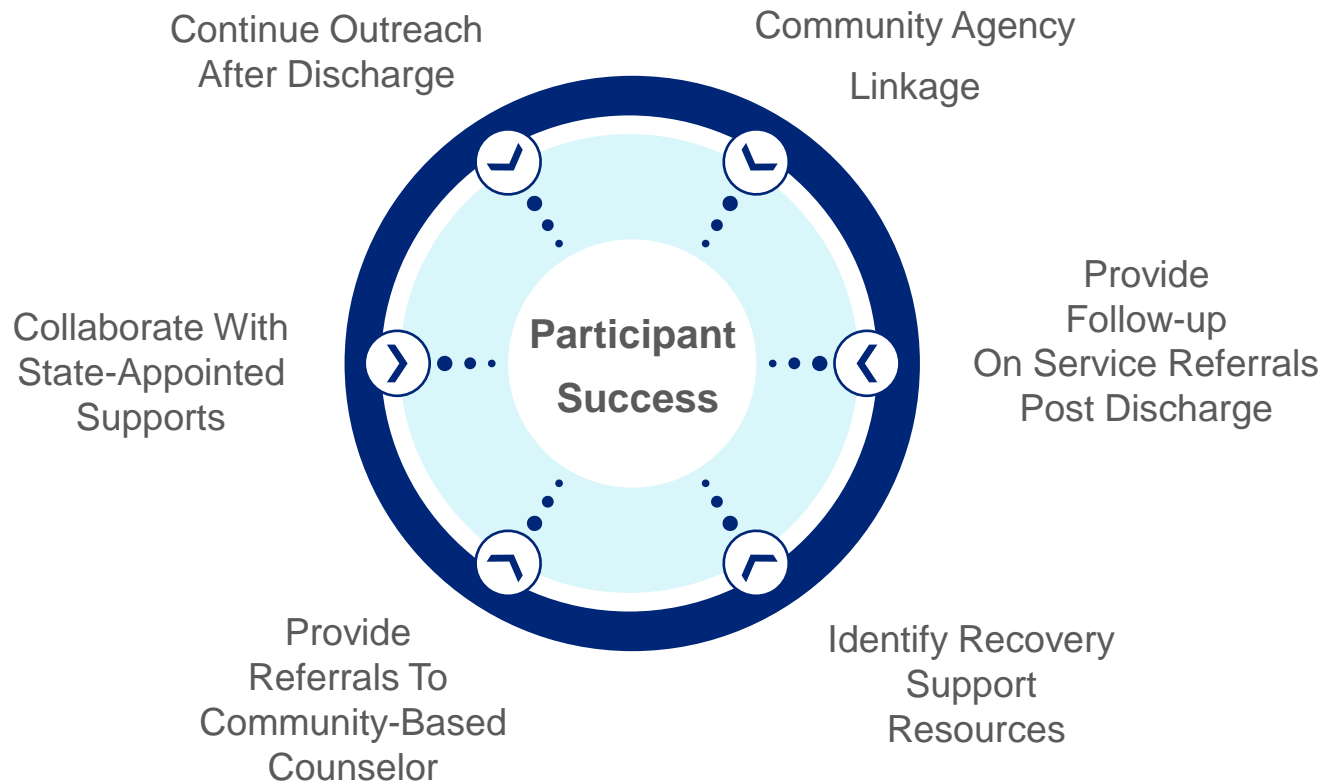 Continue Outreach
After Discharge
Community Agency
Linkage
Provide
Follow-up
On Service Referrals
Post Discharge
Identify Recovery
Support
Resources
Provide
Referrals To
Community-Based
Counselor
Collaborate With
State-Appointed
Supports
Participant
Success